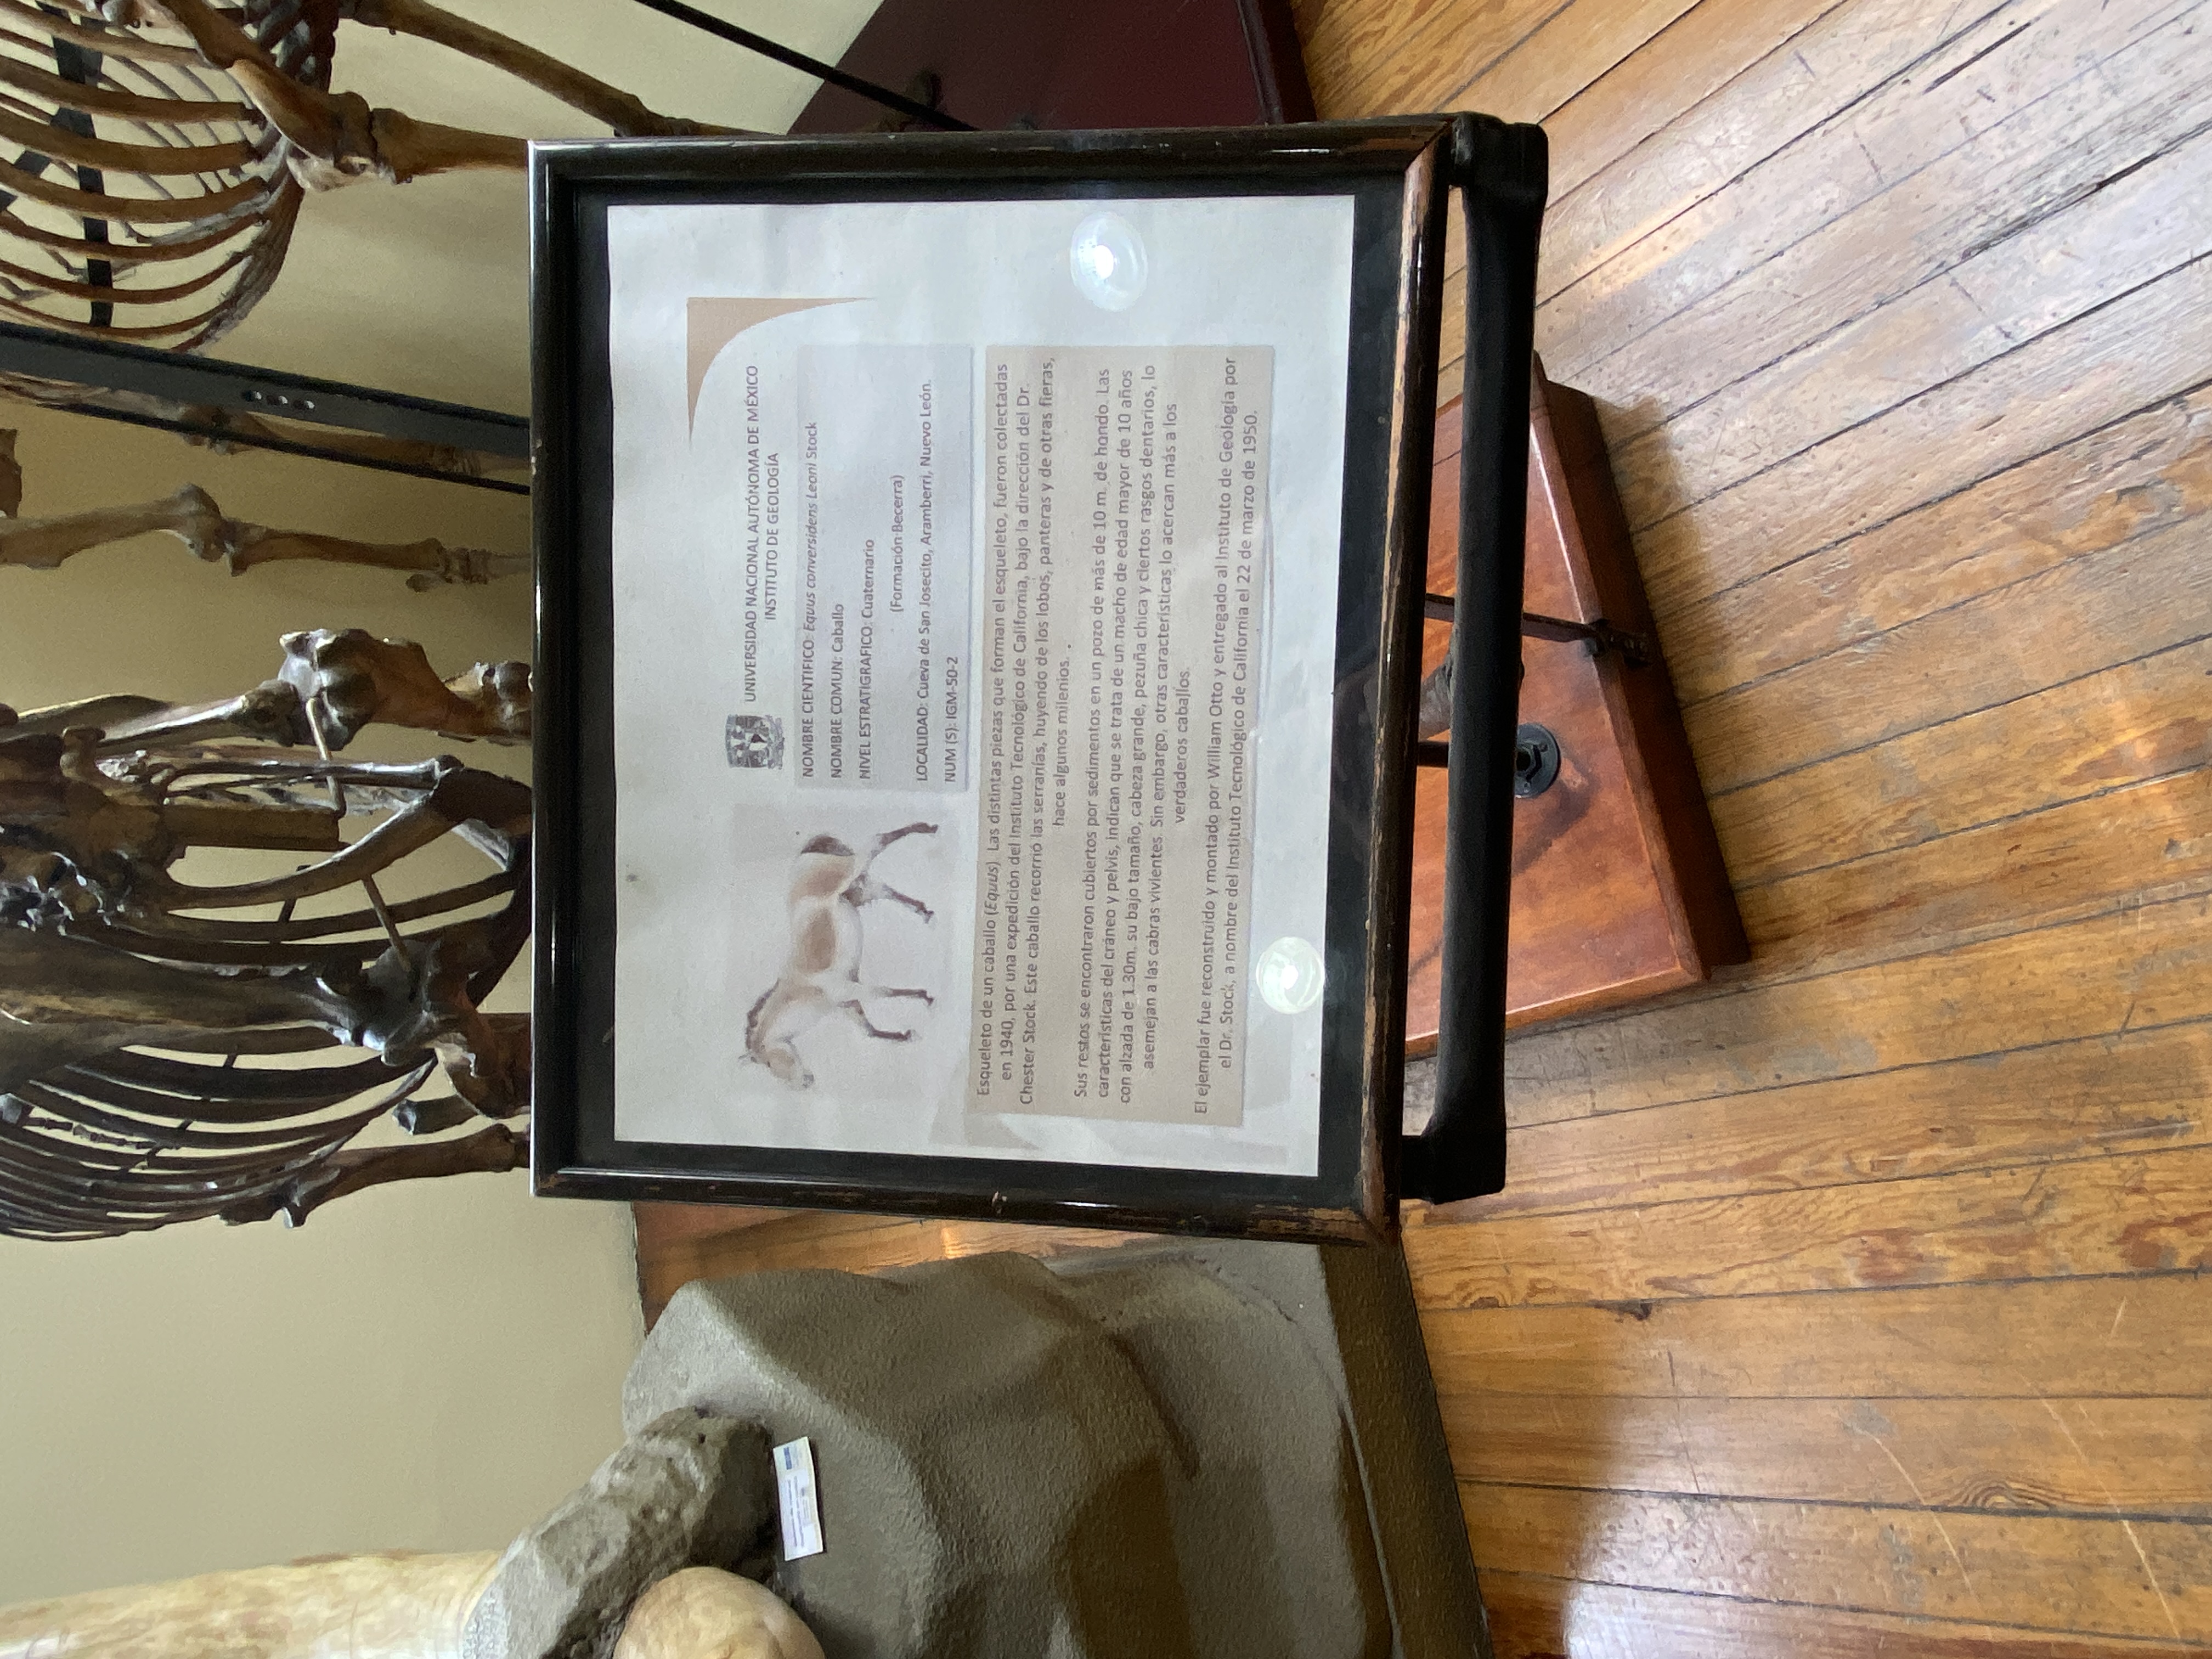 UNIVERSIDAD NACIONAL AUTÓNOMA DE MÉXICO
INSTITUTO DE GEOLOGÍA
NOMBRE CIENTIFICO: Equus conversidens Leoni Stock
NOMBRE COMUN: Caballo
NIVEL ESTRATIGRAFICO: Cuaternario
(Formación Becerra)
LOCALIDAD: Cueva de San Josecito, Aramberri, Nuevo León.
NUM (S): IGM-50-2
Esqueleto de un caballo (Equus). Las distintas piezas que forman el esqueleto, fueron colectadas
en 1940, por una expedición del Instituto Tecnológico de California, bajo la dirección del Dr.
Chester Stock. Este caballo recorrió las serranías, huyendo de los lobos, panteras y de otras fieras,
hace algunos milenios. .
Sus restos se encontraron cubiertos por sedimentos en un pozo de más de 10 m. de hondo. Las
características del cráneo y pelvis, indican que se trata de un macho de edad mayor de 10 años
con alzada de 1.30m. su bajo tamaño, cabeza grande, pezuña chica y ciertos rasgos dentarios, lo
asemejan a las cabras vivientes. Sin embargo, otras características lo acercan más a los
verdaderos caballos.
El ejemplar fue reconstruido y montado por William Otto y entregado al Instituto de Geología por
el Dr. Stock, a nombre del Instituto Tecnológico de California el 22 de marzo de 1950.